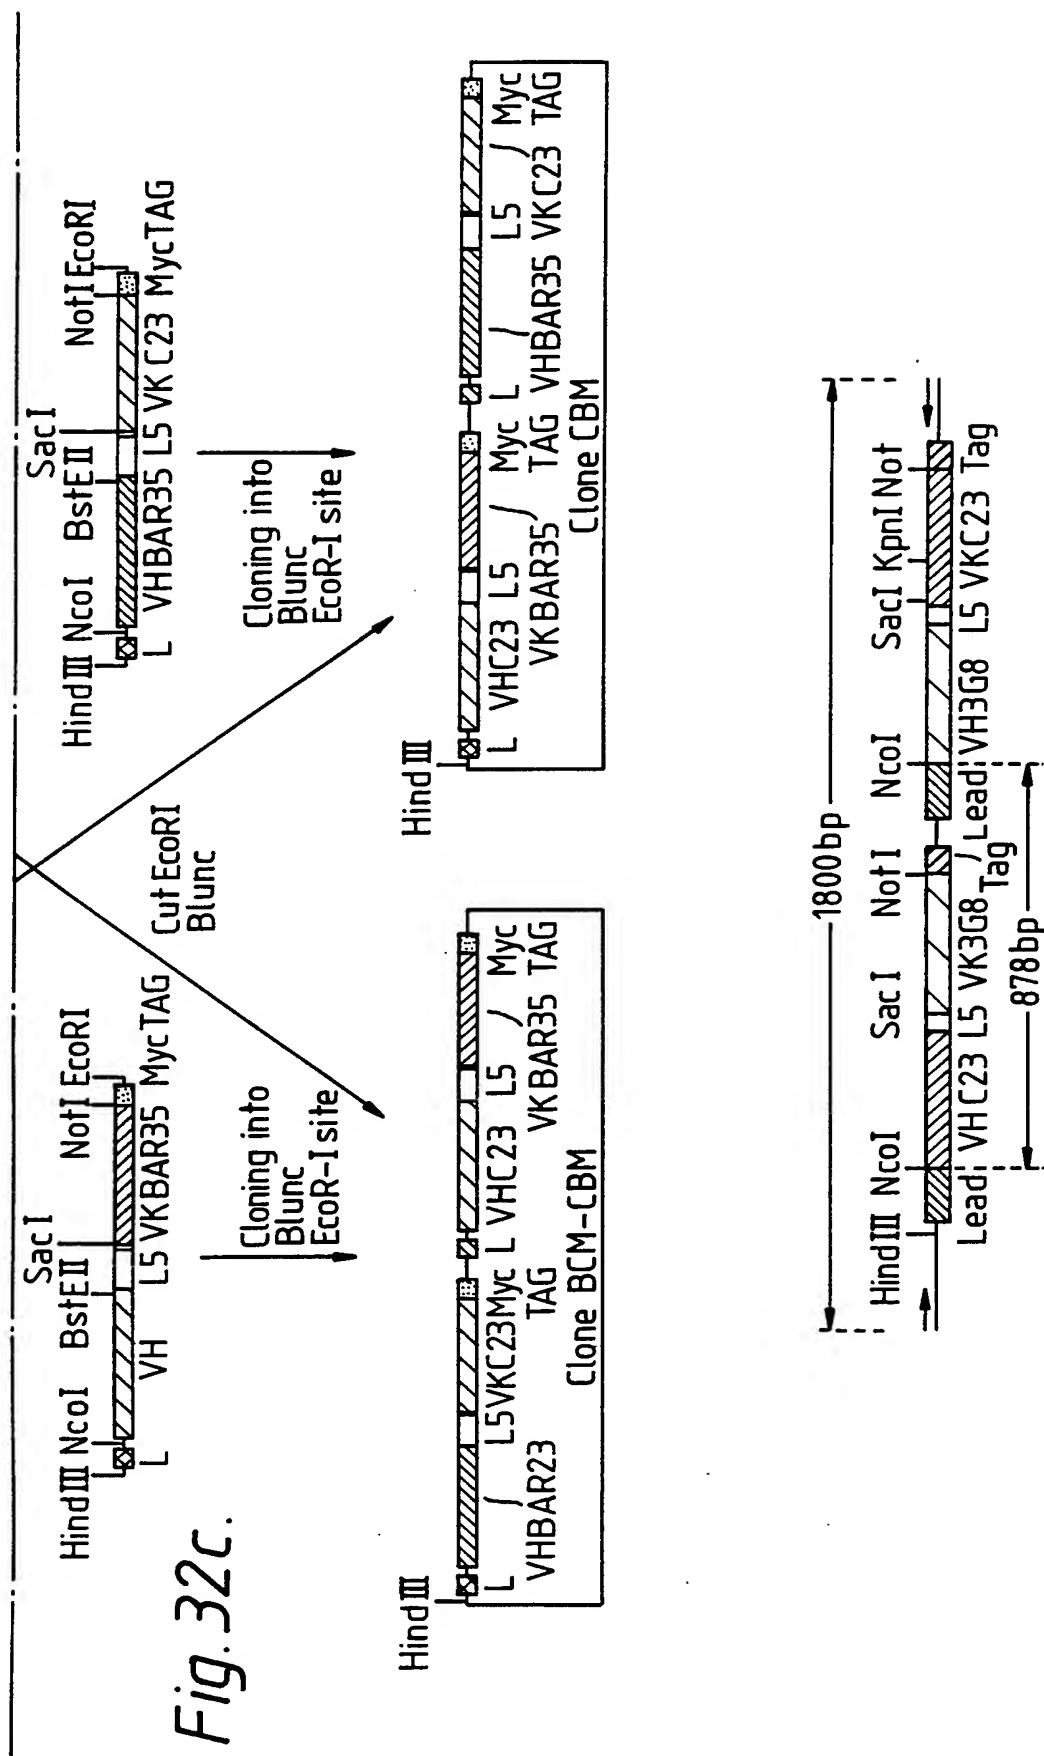 Fig.32c.
HindIII NcoI BstEII SacI NotI EcoRI
L VH L5 VKBAR35 MycTAG
HindIII NcoI BstEII SacI NotI EcoRI
L VHBAR35 L5 VKC23 MycTAG
Cloning into
Blunc
EcoR-I site
Cut EcoRI
Blunc
Cloning into
Blunc
EcoR-I site
HindIII
L L5VKC23Myc L VHC23 L5 Myc
VHBAR23 TAG VKBAR35 TAG
Clone BCM-CBM
HindIII
L VHC23 L5 Myc L L5 Myc
VKBAR35 TAG VHBAR35 VKC23 TAG
Clone CBM
1800bp
HindIII NcoI SacI NotI NcoI SacI KpnI Not
Lead VHC23 L5 VK3G8 Lead VH3G8 L5 VKC23 Tag
Tag
878bp